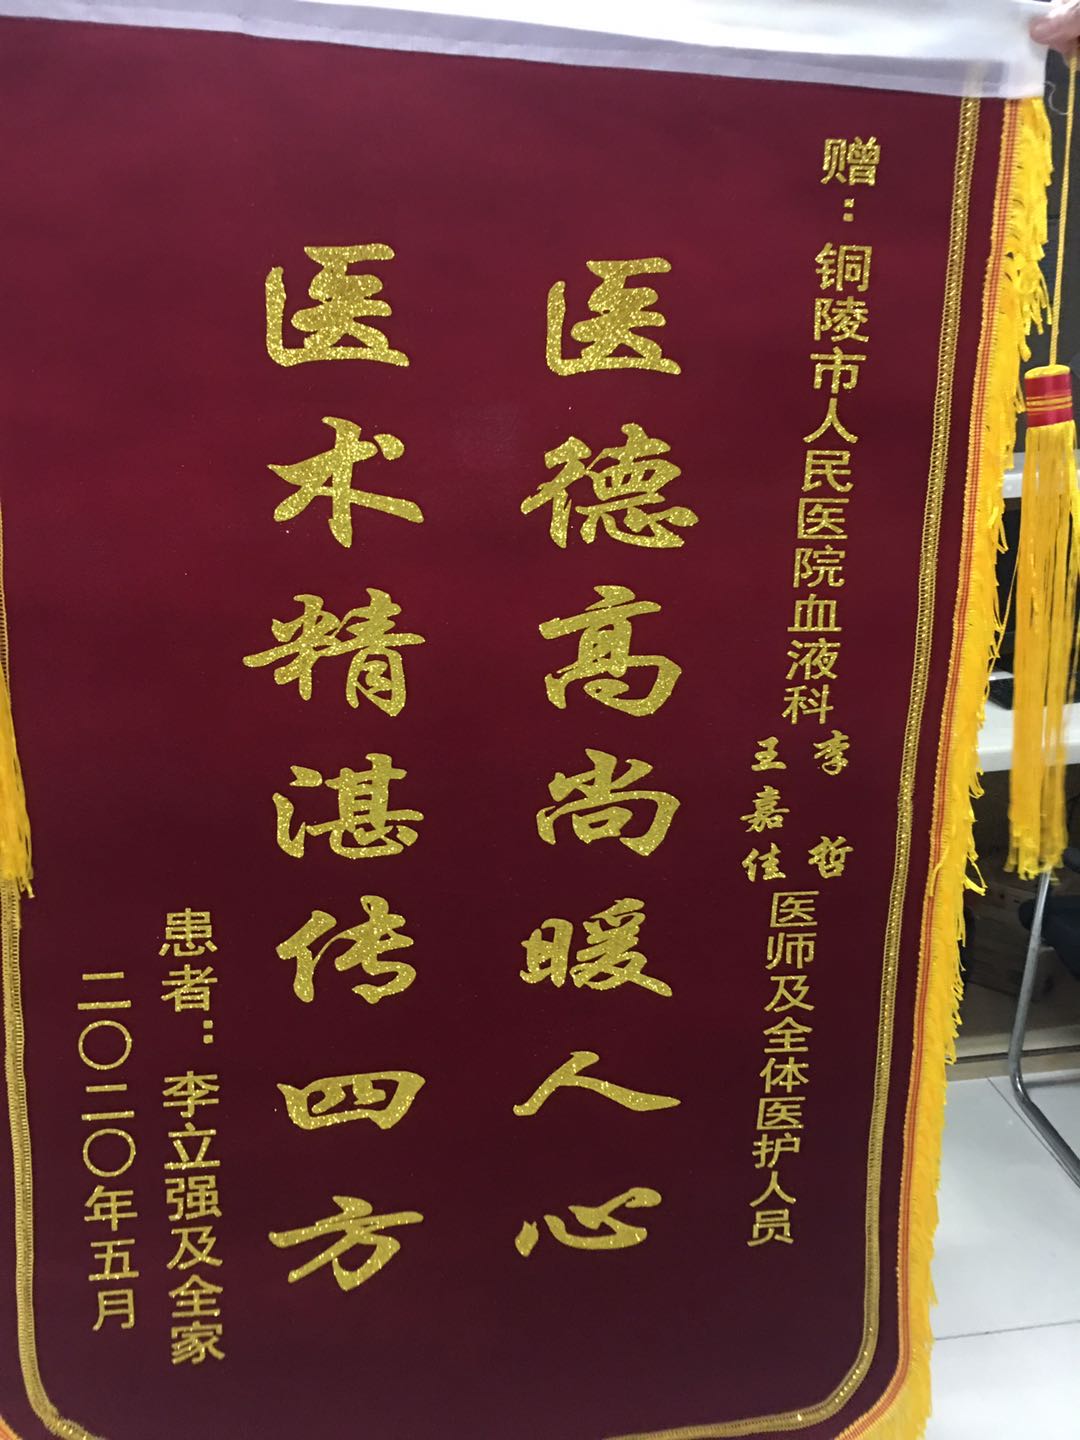 赠：铜陵市人民医院血液科李哲
王嘉佳
医师及全体医护人员
医德高尚暖人心
医术精湛传四方
患者：李立强及全家
二〇二〇年五月